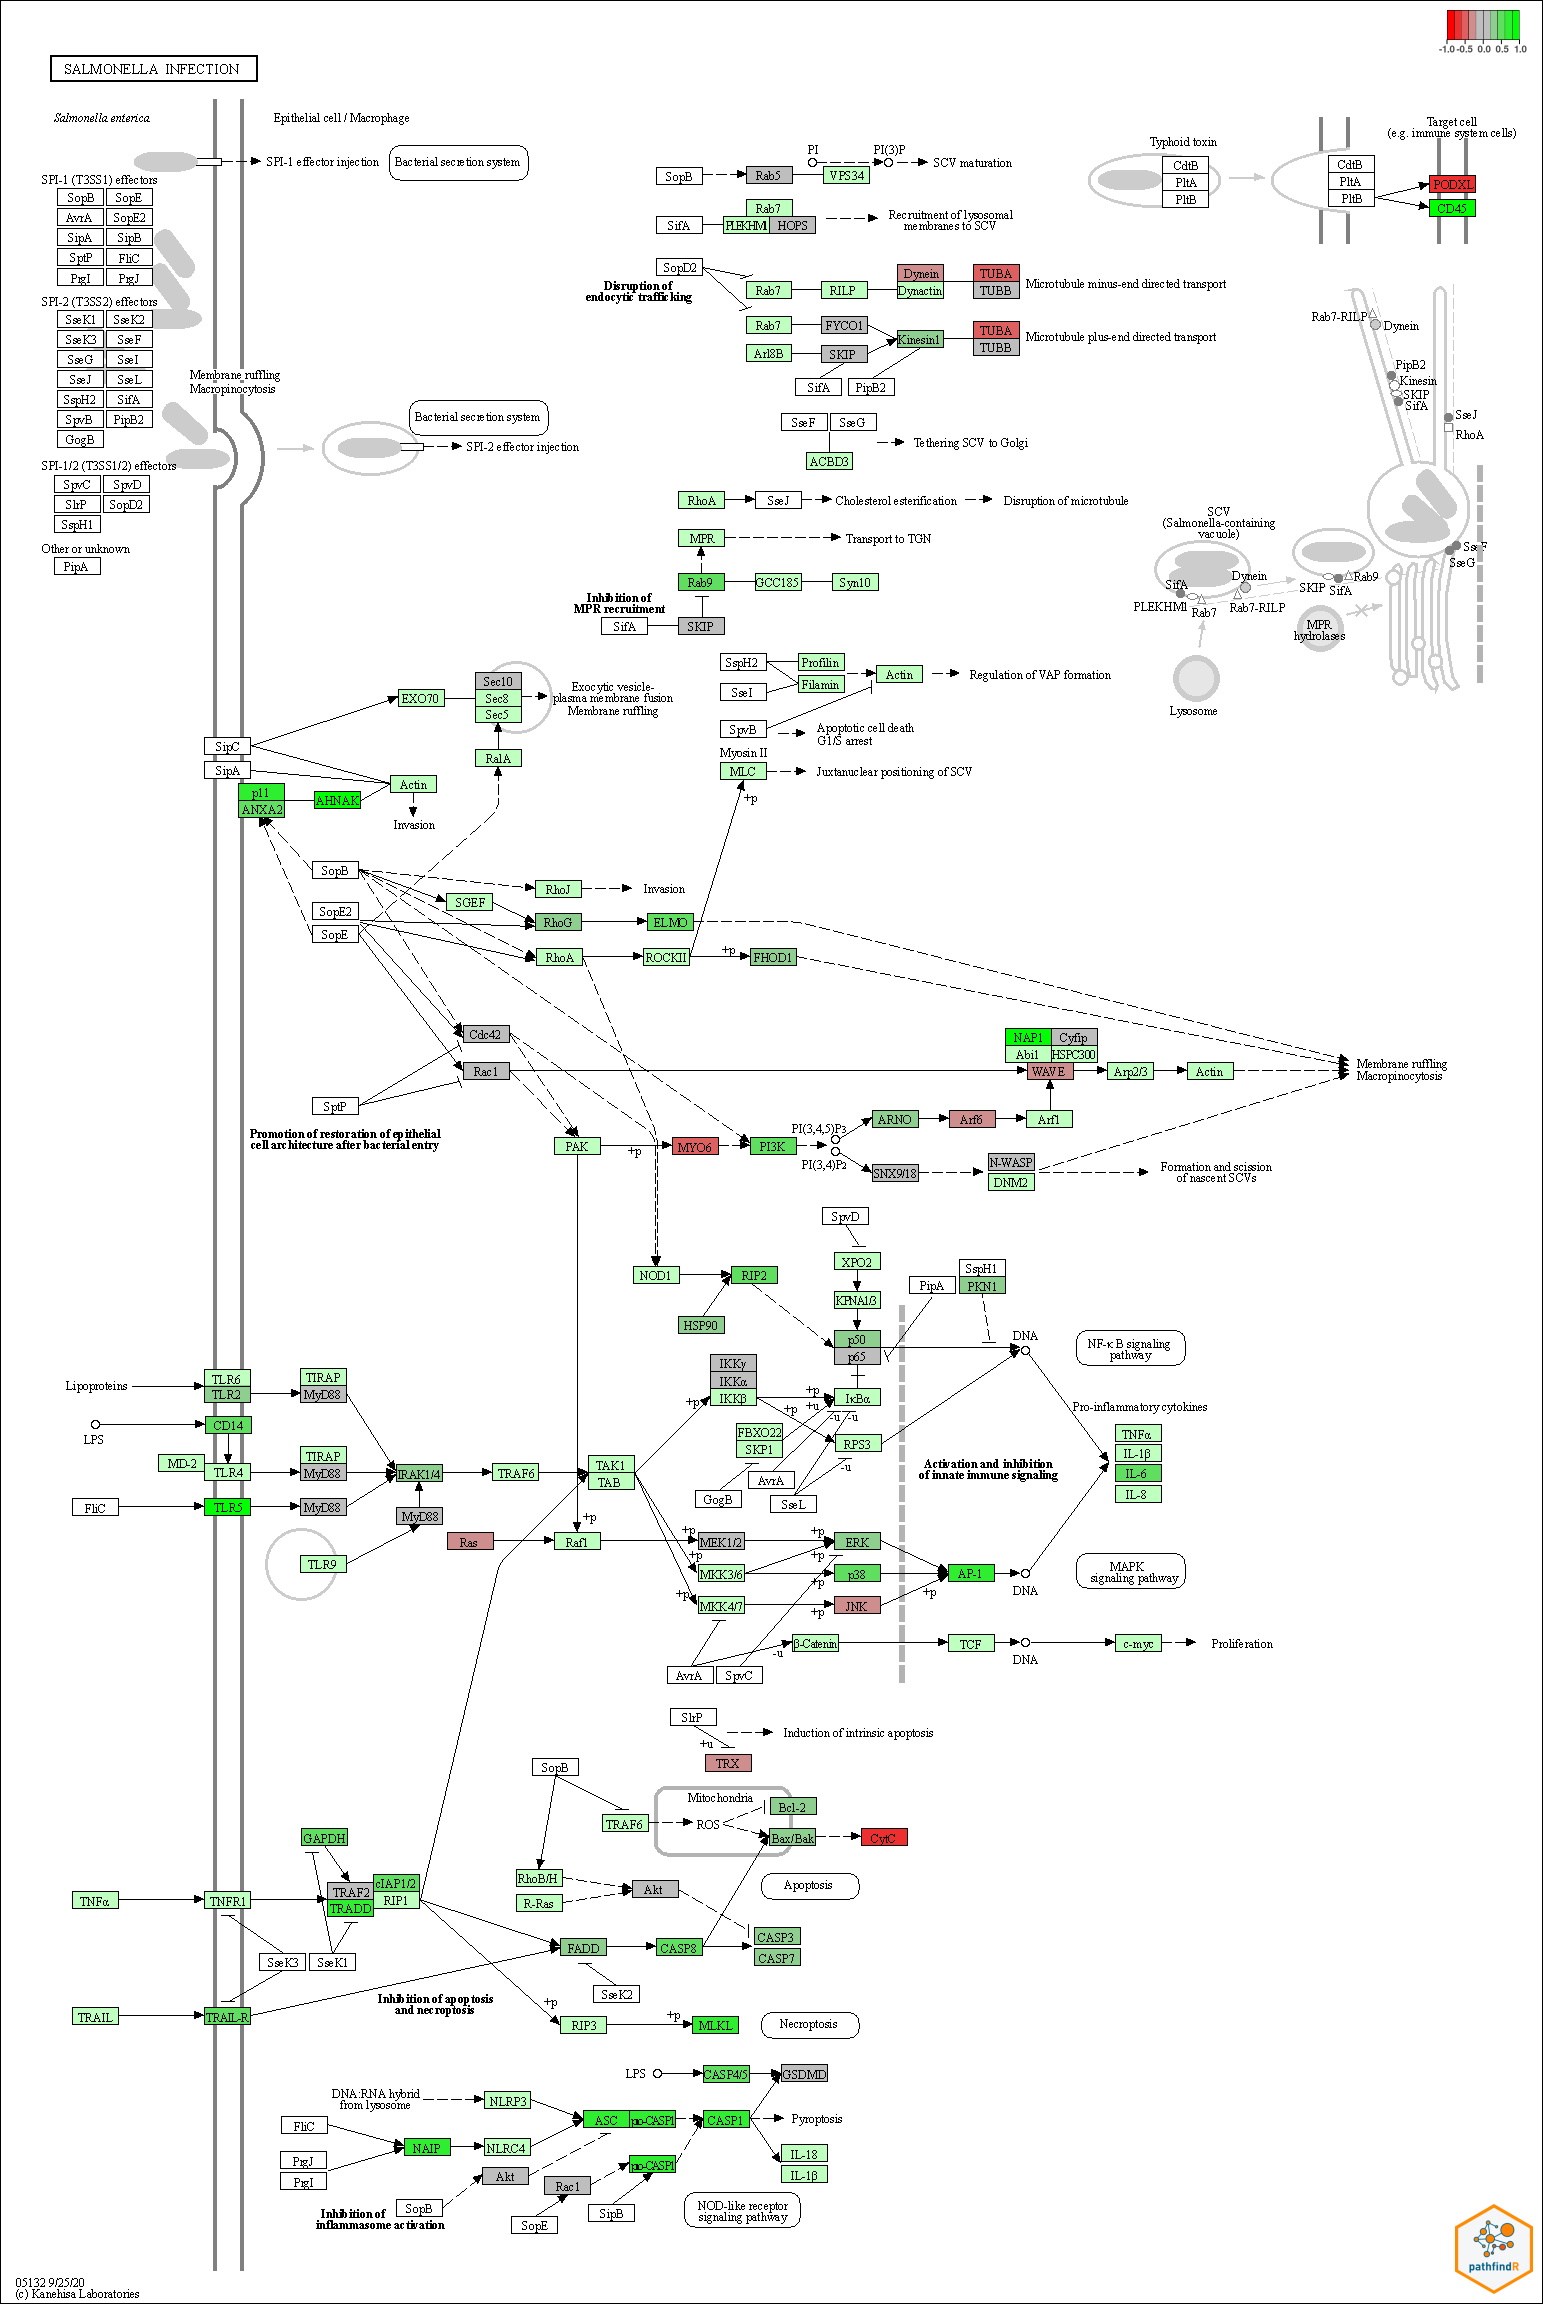 -1.0 -0.5 0.0 0.5 1.0
SALMONELLA INFECTION
Salmonella enterica
Epithelial cell / Macrophage
SPI-1 effector injection
Bacterial secretion system
SPI-1 (T3SS1) effectors
SopB SopE
AvrA SopE2
SipA SipB
SptP FliC
PrgI PrgJ
SPI-2 (T3SS2) effectors
SseK1 SseK2
SseK3 SseF
SseG SseI
SseJ SseL
SspH2 SifA
SpvB PipB2
GogB
SPI-1/2 (T3SS1/2) effectors
SpvC SpvD
SlrP SopD2
SspH1
Other or unknown
PipA
Membrane ruffling
Macropinocytosis
Bacterial secretion system
SPI-2 effector injection
PI PI(3)P
SopB Rab5 VPS34 SCV maturation
Rab7
SifA PLEKHM1 HOPS
Recruitment of lysosomal
membranes to SCV
SopD2
Disruption of
endocytic trafficking
Rab7 RILP Dynein Dynactin TUBA TUBB
Microtubule minus-end directed transport
Rab7 FYCO1 Kinesin1 TUBA TUBB
Microtubule plus-end directed transport
Arl8B SKIP
SifA PipB2
SseF SseG
ACBD3
Tethering SCV to Golgi
RhoA SseJ Cholesterol esterification Disruption of microtubule
MPR Transport to TGN
Rab9 GCC185 Syn10
Inhibition of
MPR recruitment
SifA SKIP
Typhoid toxin
CdtB
PltA
PltB
CdtB
PltA
PltB
Target cell
(e.g. immune system cells)
PODXL
CD45
Rab7-RILP
Dynein
PipB2
Kinesin
SKIP
SifA
SseJ
RhoA
SCV
(Salmonella-containing
vacuole)
SseF
SseG
SifA
Dynein
PLEKHM1 Rab7 Rab7-RILP
SKIP SifA Rab9
MPR
hydrolases
Lysosome
SspH2 Profilin
SseI Filamin Actin
Regulation of VAP formation
SpvB
Apoptotic cell death
G1/S arrest
Myosin II
MLC
Juxtanuclear positioning of SCV
+p
EXO70
Sec10
Sec8
Sec5
Exocytic vesicle-
plasma membrane fusion
Membrane ruffling
RalA
SipC
SipA
p11
ANXA2
AHNAK
Actin
Invasion
SopB
SopE2
SopE
SGEF
RhoJ Invasion
RhoG ELMO
RhoA ROCKII +p FHOD1
Cdc42
Rac1
SptP
Promotion of restoration of epithelial
cell architecture after bacterial entry
NAP1 Cyfip
Abi1 HSPC300
WAVE Arp2/3 Actin
Membrane ruffling
Macropinocytosis
PAK +p MYO6 PI3K
PI(3,4,5)P3
PI(3,4)P2
ARNO Arf6 Arf1
SNX9/18 N-WASP
DNM2
Formation and scission
of nascent SCVs
SpvD
XPO2
KPNA1/3
p50
p65
NOD1 RIP2
HSP90
PipA
SspH1
PKN1
DNA
NF-κB signaling
pathway
Lipoproteins
TLR6
TLR2
TIRAP
MyD88
LPS
CD14
MD-2 TLR4
TIRAP
MyD88
FliC TLR5 MyD88
TLR9
MyD88
IRAK1/4 TRAF6
TAK1
TAB
IKKγ
IKKα
IKKβ
+p
+p
+u
+p
IκBα
-u -u
FBXO22
SKP1
RPS3
-u
AvrA
GogB SseL
Activation and inhibition
of innate immune signaling
Pro-inflammatory cytokines
TNFα
IL-1β
IL-6
IL-8
Ras Raf1
+p
+p
MEK1/2 +p ERK
+p
+p
MKK3/6 +p p38 AP-1
DNA
+p
MKK4/7 +p JNK +p
MAPK
signaling pathway
-u
β-Catenin TCF
DNA
c-myc Proliferation
AvrA SpvC
SlrP
+u
TRX
Induction of intrinsic apoptosis
SopB
TRAF6
Mitochondria
ROS
Bcl-2
Bax/Bak CytC
RhoB/H
R-Ras
Akt
Apoptosis
CASP3
CASP7
GAPDH
TNFα TNFR1
TRAF2
TRADD
cIAP1/2
RIP1
SseK3 SseK1
FADD CASP8
SseK2
TRAIL TRAIL-R
Inhibition of apoptosis
and necroptosis
+p
RIP3 +p MLKL
Necroptosis
LPS CASP4/5 GSDMD
DNA:RNA hybrid
from lysosome
NLRP3
ASC pro-CASP1 CASP1 Pyroptosis
FliC
NAIP NLRC4
PrgJ
PrgI
Akt
SopB
Rac1
pro-CASP1
SopE SipB
IL-18
IL-1β
Inhibition of
inflammasome activation
NOD-like receptor
signaling pathway
05132 9/25/20
(c) Kanehisa Laboratories
pathfindR